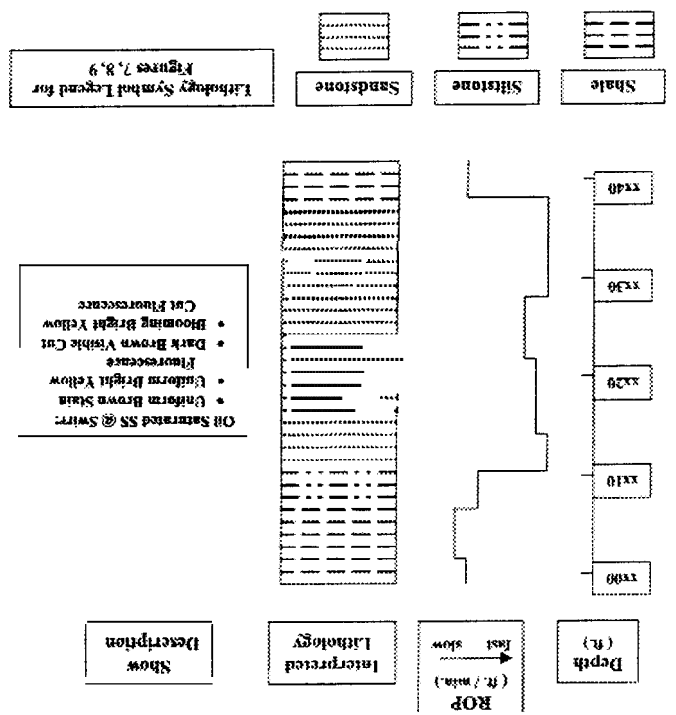 Depth
( ft. )
ROP
( ft. / min. )
fast slow
Interpreted
Lithology
Show
Description
xx00
xx10
xx20
xx30
xx40
Oil Saturated SS @ Swirr:
• Uniform Brown Stain
• Uniform Bright Yellow
Fluorescence
• Dark Brown Visible Cut
• Blooming Bright Yellow
Cut Fluorescence
Shale
Siltstone
Sandstone
Lithology Symbol Legend for
Figures 7, 8, 9